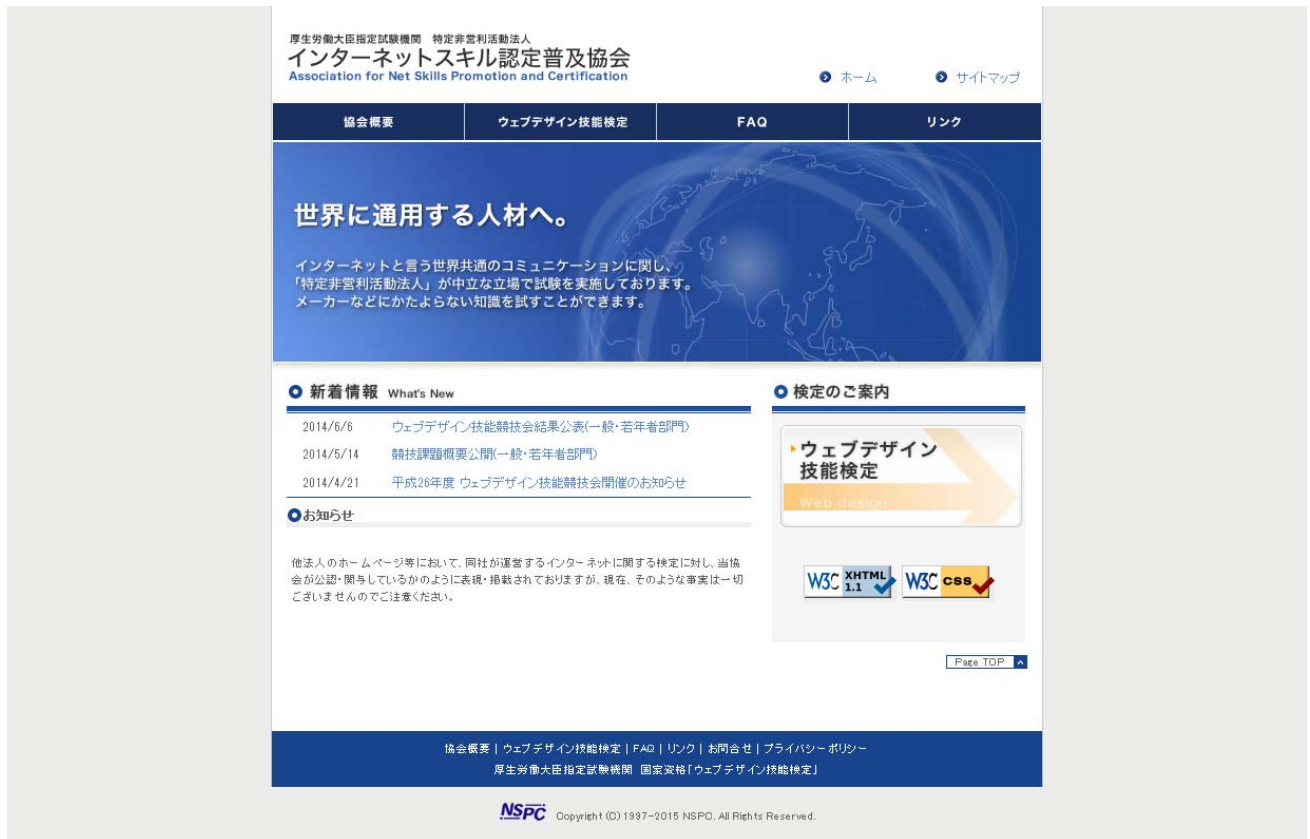 厚生労働大臣指定試験機関 特定非営利活動法人
インターネットスキル認定普及協会
Association for Net Skills Promotion and Certification
ホーム サイトマップ
協会概要 ウェブデザイン技能検定 FAQ リンク
世界に通用する人材へ。
インターネットと言う世界共通のコミュニケーションに関し、
「特定非営利活動法人」が中立な立場で試験を実施しております。
メーカーなどにかたよらない知識を試すことができます。
新着情報 What's New
2014/6/6 ウェブデザイン技能競技会結果公表(一般・若年者部門)
2014/5/14 競技課題概要公開(一般・若年者部門)
2014/4/21 平成26年度 ウェブデザイン技能競技会開催のお知らせ
お知らせ
他法人のホームページ等において、同社が運営するインターネットに関する検定に対し、当協
会が公認・関与しているかのように表現・掲載されておりますが、現在、そのような事実は一切
ございませんのでご注意ください。
検定のご案内
ウェブデザイン
技能検定
Web design
W3C XHTML 1.1 W3C css
Page TOP
協会概要 | ウェブデザイン技能検定 | FAQ | リンク | お問合せ | プライバシーポリシー
厚生労働大臣指定試験機関 国家資格「ウェブデザイン技能検定」
NSPC Copyright (C) 1997-2015 NSPC. All Rights Reserved.